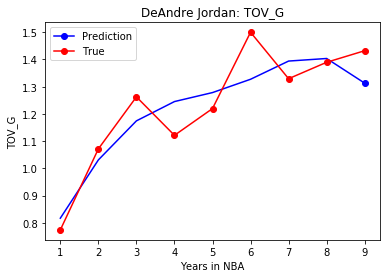 DeAndre Jordan: TOV_G
Prediction
True
TOV_G
1.5
1.4
1.3
1.2
1.1
1.0
0.9
0.8
1 2 3 4 5 6 7 8 9
Years in NBA